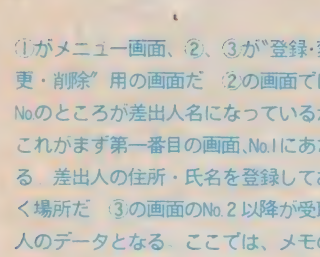 ①がメニュー画面、②、③が“登録・変
更・削除”用の画面だ ②の画面で
No.のところが差出人名になっている
これがまず第一番目の画面、No.1にあ
る 差出人の住所・氏名を登録して
く場所だ ③の画面のNo.2以降が受
人のデータとなる ここでは、メモ